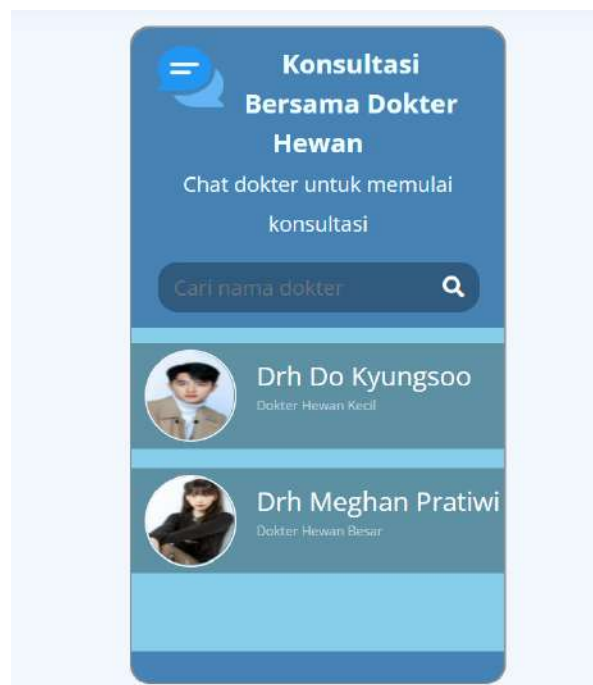 Konsultasi
Bersama Dokter
Hewan
Chat dokter untuk memulai
konsultasi
Cari nama dokter
Drh Do Kyungsoo
Dokter Hewan Kecil
Drh Meghan Pratiwi
Dokter Hewan Besar